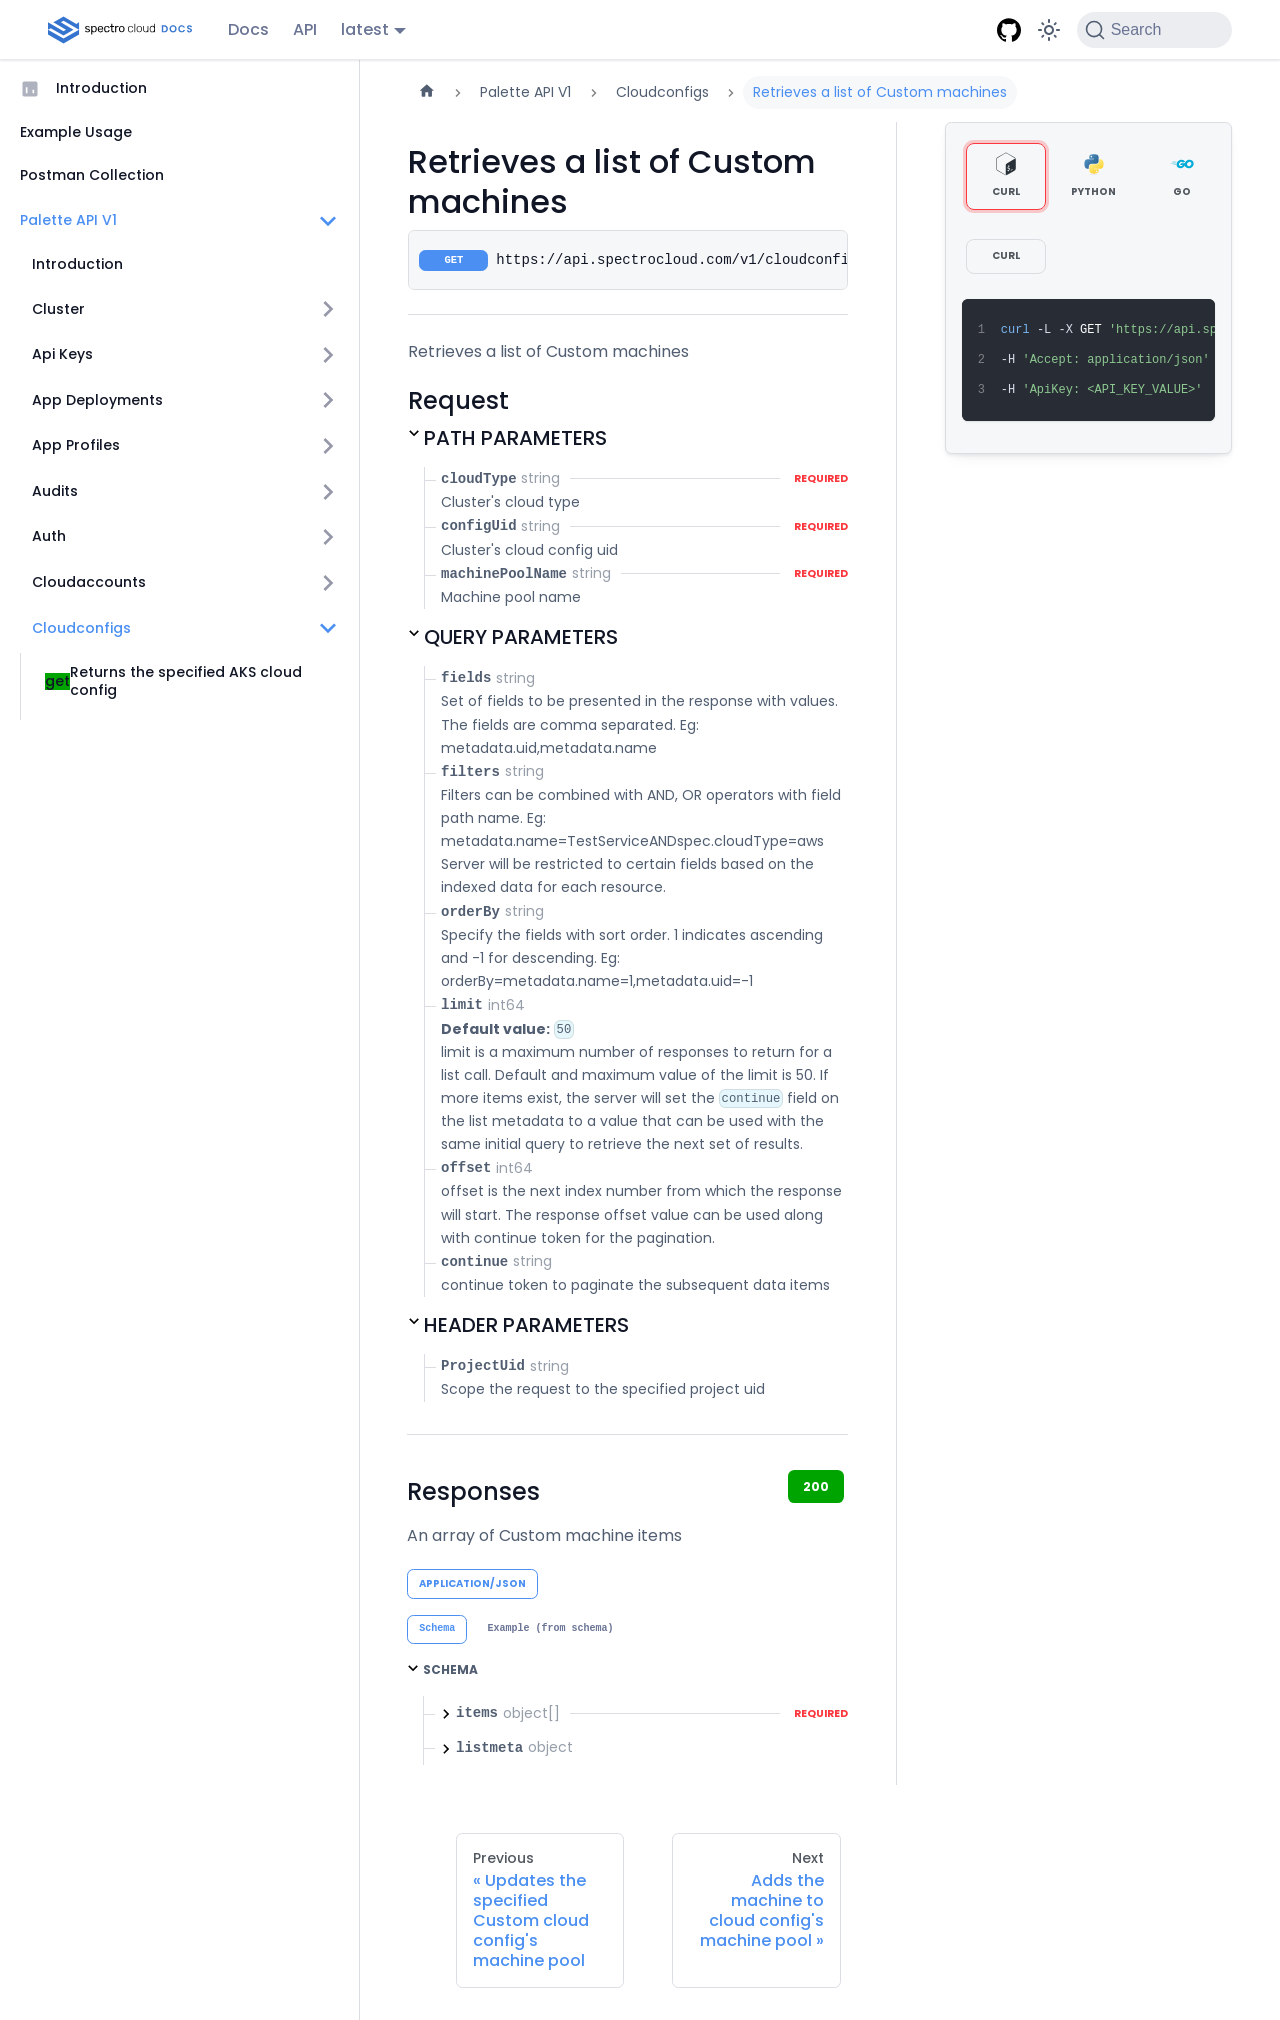 spectro cloud DOCS
Docs
API
latest
Search
Introduction
Example Usage
Postman Collection
Palette API V1
Introduction
Cluster
Api Keys
App Deployments
App Profiles
Audits
Auth
Cloudaccounts
Cloudconfigs
get Returns the specified AKS cloud
config
Palette API V1
Cloudconfigs
Retrieves a list of Custom machines
Retrieves a list of Custom
machines
GET https://api.spectrocloud.com/v1/cloudconfi
Retrieves a list of Custom machines
Request
PATH PARAMETERS
cloudType string REQUIRED
Cluster's cloud type
configUid string REQUIRED
Cluster's cloud config uid
machinePoolName string REQUIRED
Machine pool name
QUERY PARAMETERS
fields string
Set of fields to be presented in the response with values.
The fields are comma separated. Eg:
metadata.uid,metadata.name
filters string
Filters can be combined with AND, OR operators with field
path name. Eg:
metadata.name=TestServiceANDspec.cloudType=aws
Server will be restricted to certain fields based on the
indexed data for each resource.
orderBy string
Specify the fields with sort order. 1 indicates ascending
and -1 for descending. Eg:
orderBy=metadata.name=1,metadata.uid=-1
limit int64
Default value: 50
limit is a maximum number of responses to return for a
list call. Default and maximum value of the limit is 50. If
more items exist, the server will set the continue field on
the list metadata to a value that can be used with the
same initial query to retrieve the next set of results.
offset int64
offset is the next index number from which the response
will start. The response offset value can be used along
with continue token for the pagination.
continue string
continue token to paginate the subsequent data items
HEADER PARAMETERS
ProjectUid string
Scope the request to the specified project uid
Responses
200
An array of Custom machine items
APPLICATION/JSON
Schema
Example (from schema)
SCHEMA
items object[] REQUIRED
listmeta object
CURL
PYTHON
GO
GO
CURL
1 curl -L -X GET 'https://api.sp
2 -H 'Accept: application/json'
3 -H 'ApiKey: <API_KEY_VALUE>'
Previous
« Updates the
specified
Custom cloud
config's
machine pool
Next
Adds the
machine to
cloud config's
machine pool »